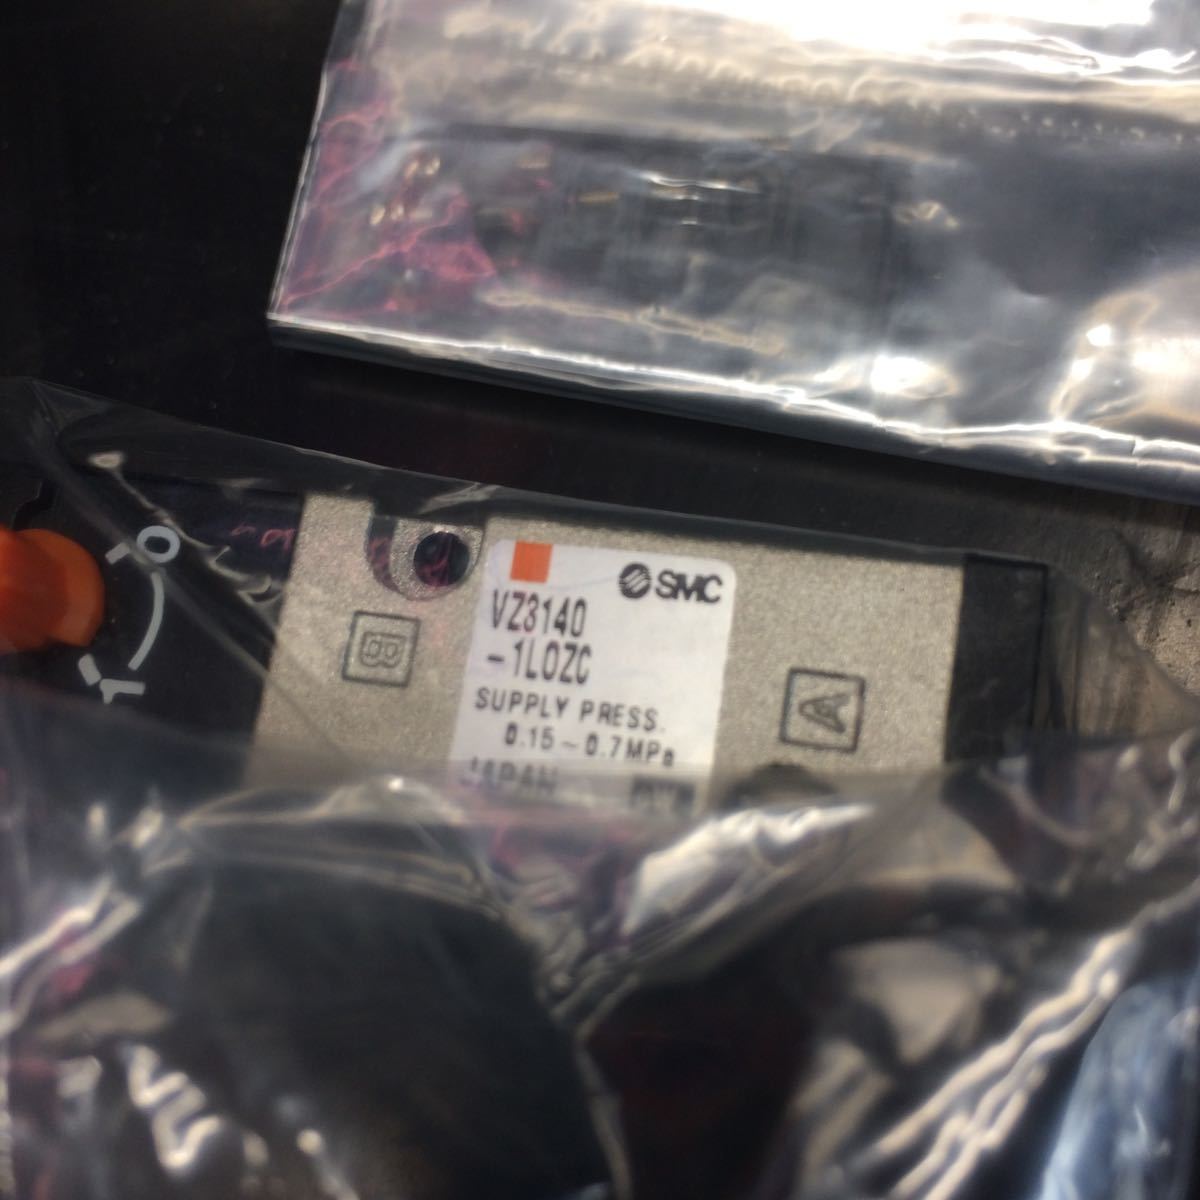 SMC
VZ3140
-1LOZC
SUPPLY PRESS.
0.15~0.7MPa
JAPAN
B
A
0
1